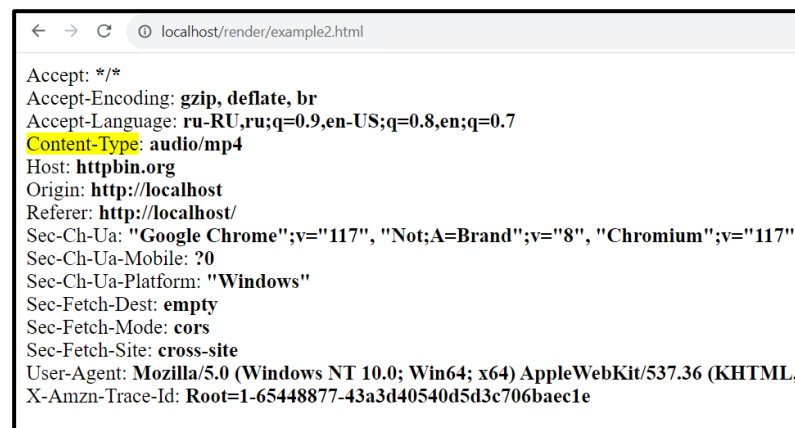 localhost/render/example2.html
Accept: */*
Accept-Encoding: gzip, deflate, br
Accept-Language: ru-RU,ru;q=0.9,en-US;q=0.8,en;q=0.7
Content-Type: audio/mp4
Host: httpbin.org
Origin: http://localhost
Referer: http://localhost/
Sec-Ch-Ua: "Google Chrome";v="117", "Not;A=Brand";v="8", "Chromium";v="117"
Sec-Ch-Ua-Mobile: ?0
Sec-Ch-Ua-Platform: "Windows"
Sec-Fetch-Dest: empty
Sec-Fetch-Mode: cors
Sec-Fetch-Site: cross-site
User-Agent: Mozilla/5.0 (Windows NT 10.0; Win64; x64) AppleWebKit/537.36 (KHTML,
X-Amzn-Trace-Id: Root=1-65448877-43a3d40540d5d3c706baec1e